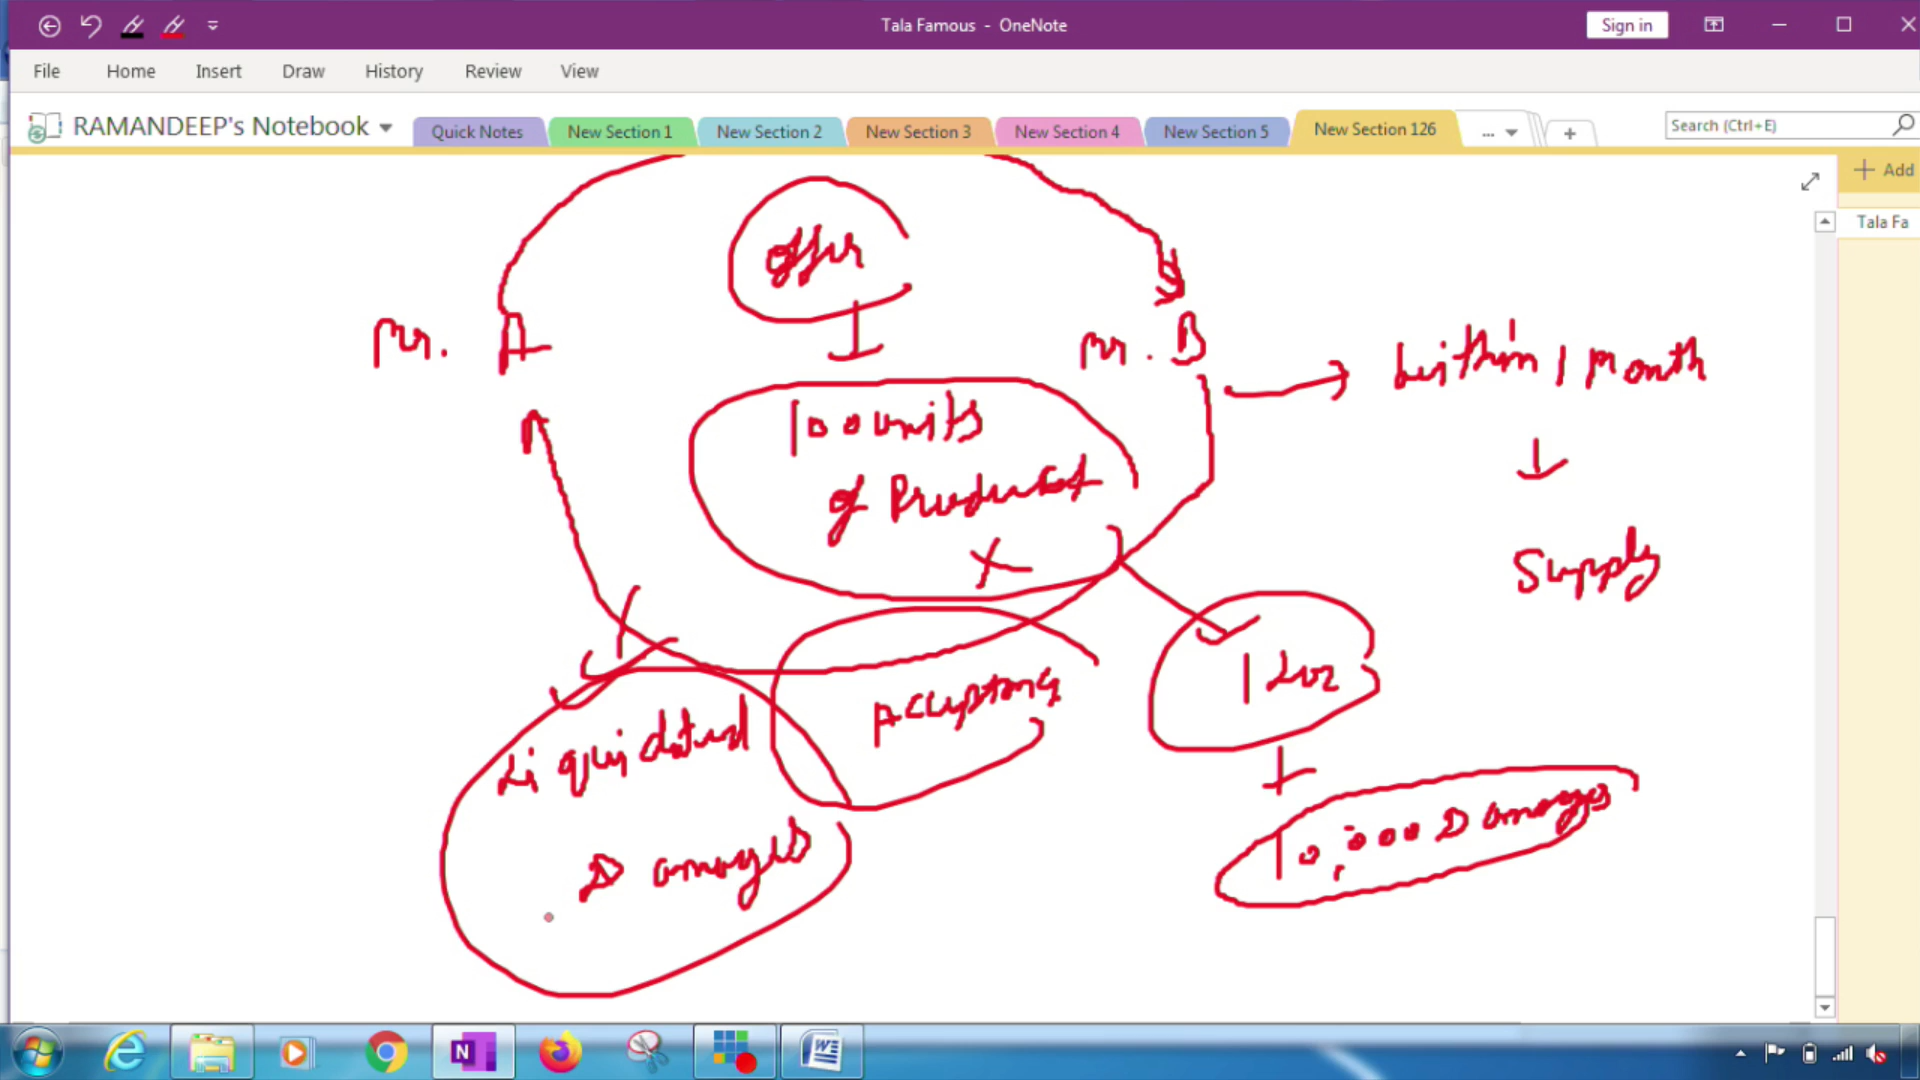 Tala Famous - OneNote
Sign in
File Home Insert Draw History Review View
RAMANDEEP's Notebook
Quick Notes New Section 1 New Section 2 New Section 3 New Section 4 New Section 5 New Section 126 ...
Search (Ctrl+E)
Add
Tala Fa
offer
Mr. A
Mr. B
within 1 Month
100 units
of Product
X
Supply
Acceptance
Liquidated
Damages
10,000 Damages